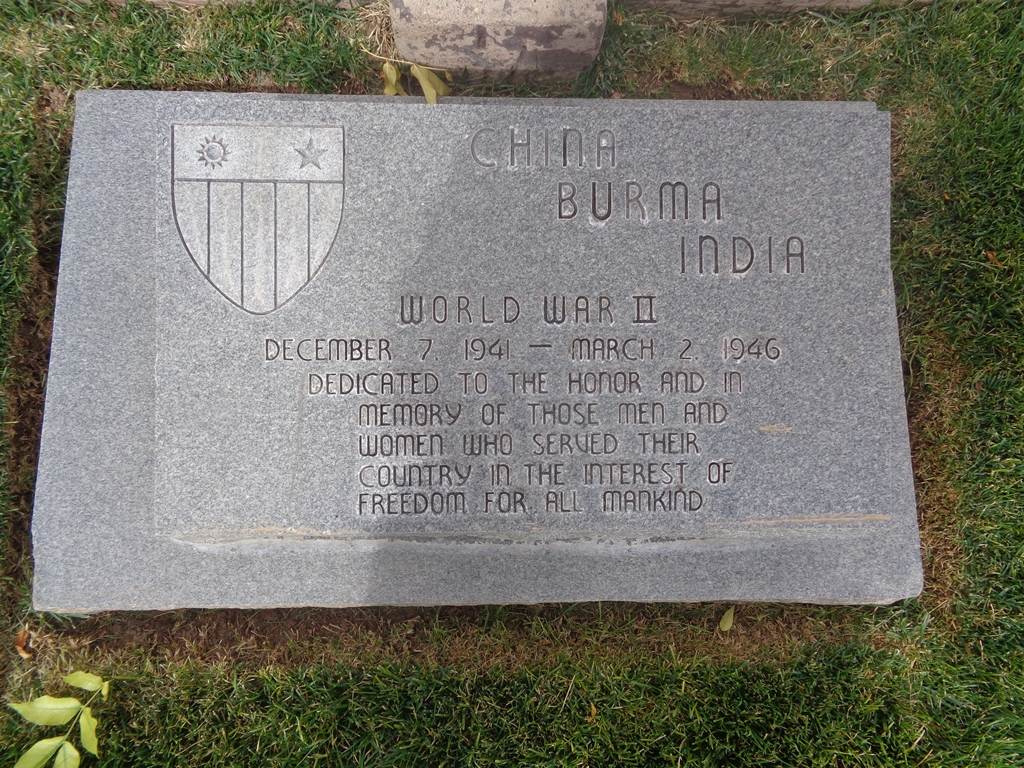 CHINA
BURMA
INDIA
WORLD WAR II
DECEMBER 7, 1941 — MARCH 2, 1946
DEDICATED TO THE HONOR AND IN
MEMORY OF THOSE MEN AND
WOMEN WHO SERVED THEIR
COUNTRY IN THE INTEREST OF
FREEDOM FOR ALL MANKIND